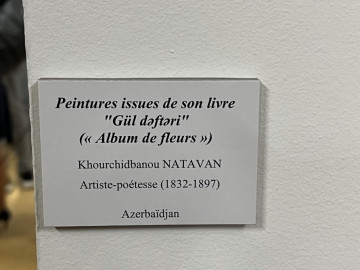 Peintures issues de son livre
"Gül dəftəri"
(« Album de fleurs »)
Khourchidbanou NATAVAN
Artiste-poétesse (1832-1897)
Azerbaïdjan